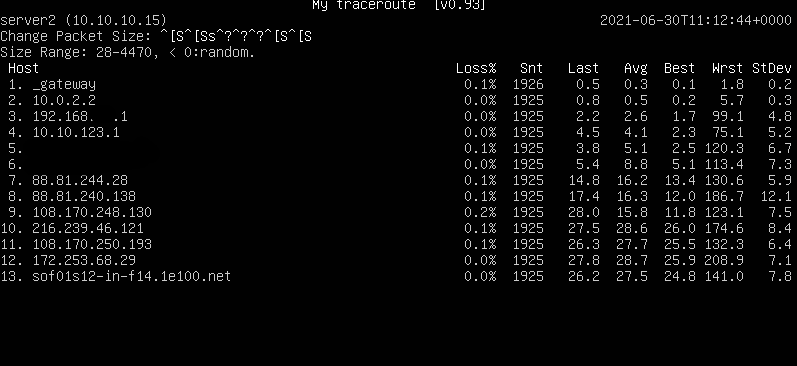 My traceroute [v0.93]
server2 (10.10.10.15) 2021-06-30T11:12:44+0000
Change Packet Size: ^[S^[Ss^?^?^?^[S^[S
Size Range: 28-4470, < 0:random.
Host Loss% Snt Last Avg Best Wrst StDev
1. _gateway 0.1% 1926 0.5 0.3 0.1 1.8 0.2
2. 10.0.2.2 0.0% 1925 0.8 0.5 0.2 5.7 0.3
3. 192.168. .1 0.0% 1925 2.2 2.6 1.7 99.1 4.8
4. 10.10.123.1 0.0% 1925 4.5 4.1 2.3 75.1 5.2
5. 0.1% 1925 3.8 5.1 2.5 120.3 6.7
6. 0.0% 1925 5.4 8.8 5.1 113.4 7.3
7. 88.81.244.28 0.1% 1925 14.8 16.2 13.4 130.6 5.9
8. 88.81.240.138 0.1% 1925 17.4 16.3 12.0 186.7 12.1
9. 108.170.248.130 0.2% 1925 28.0 15.8 11.8 123.1 7.5
10. 216.239.46.121 0.1% 1925 27.5 28.6 26.0 174.6 8.4
11. 108.170.250.193 0.1% 1925 26.3 27.7 25.5 132.3 6.4
12. 172.253.68.29 0.0% 1925 27.8 28.7 25.9 208.9 7.1
13. sof01s12-in-f14.1e100.net 0.0% 1925 26.2 27.5 24.8 141.0 7.8